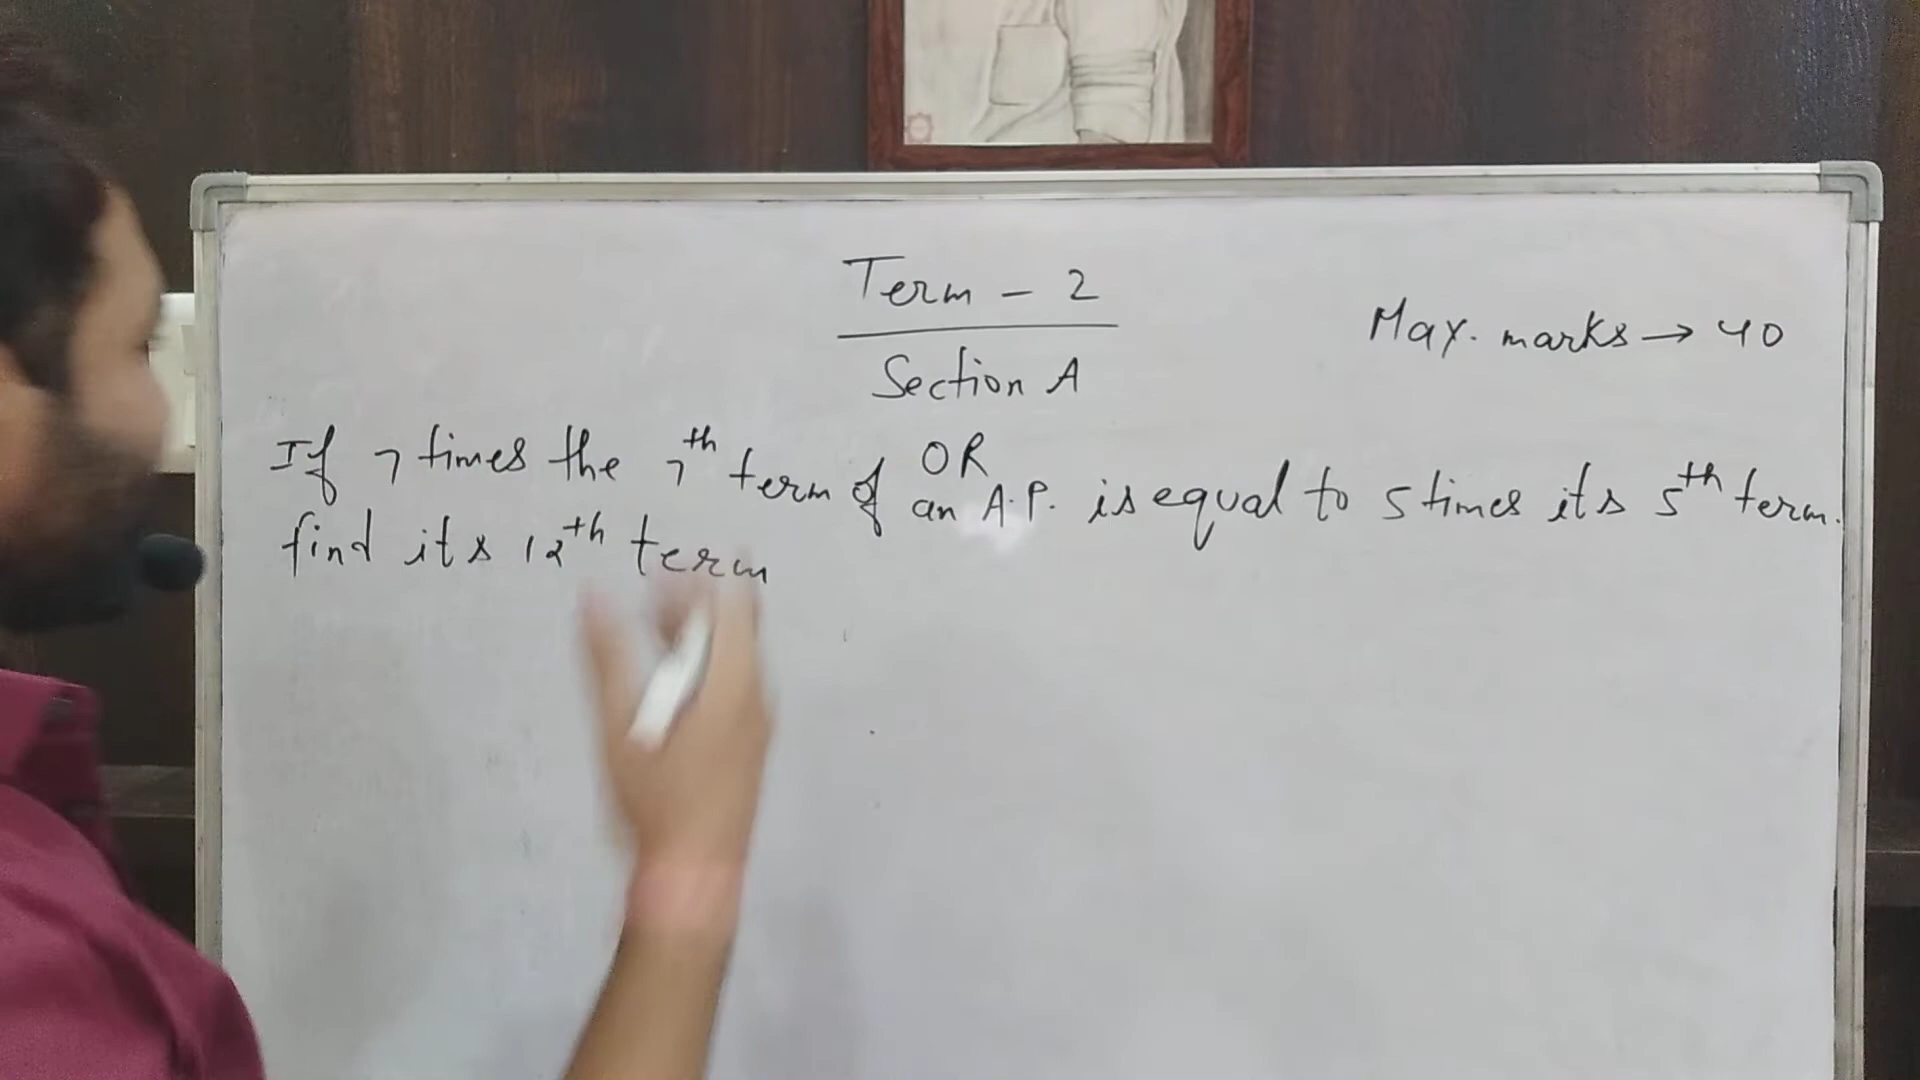 Term - 2
Section A
Max. marks → 40
OR
If 7 times the 7th term of an A.P. is equal to 5 times its 5th term.
find its 12th term